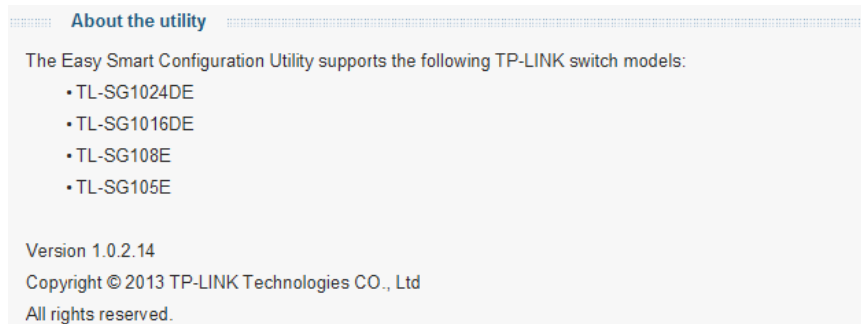 About the utility
The Easy Smart Configuration Utility supports the following TP-LINK switch models:
• TL-SG1024DE
• TL-SG1016DE
• TL-SG108E
• TL-SG105E
Version 1.0.2.14
Copyright © 2013 TP-LINK Technologies CO., Ltd
All rights reserved.